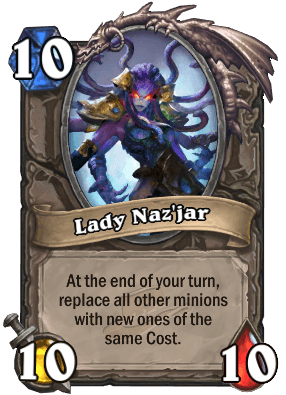 10
Lady Naz'jar
At the end of your turn,
replace all other minions
with new ones of the
same Cost.
10
10